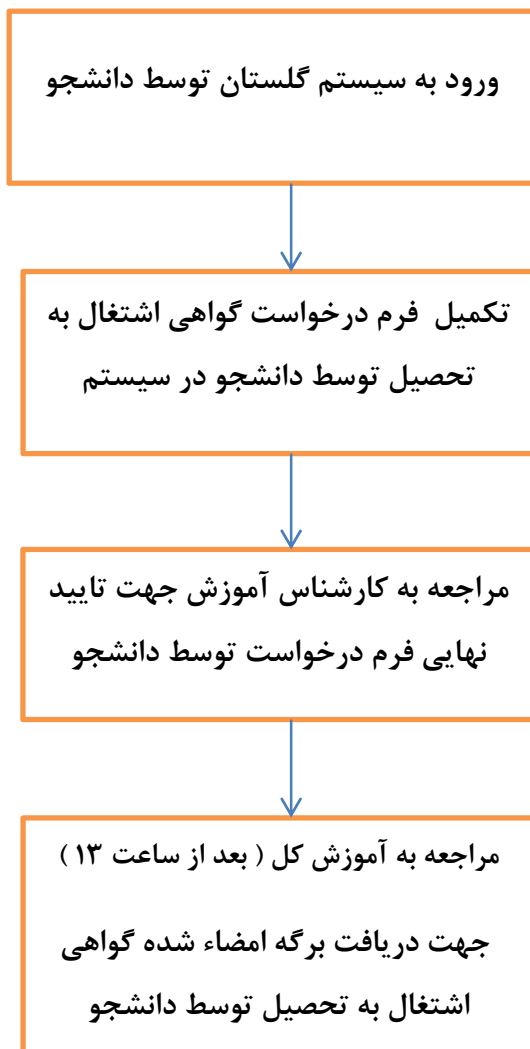 ورود به سیستم گلستان توسط دانشجو
تکمیل فرم درخواست گواهی اشتغال به
تحصیل توسط دانشجو در سیستم
مراجعه به کارشناس آموزش جهت تایید
نهایی فرم درخواست توسط دانشجو
مراجعه به آموزش کل ( بعد از ساعت ۱۳ )
جهت دریافت برگه امضاء شده گواهی
اشتغال به تحصیل توسط دانشجو